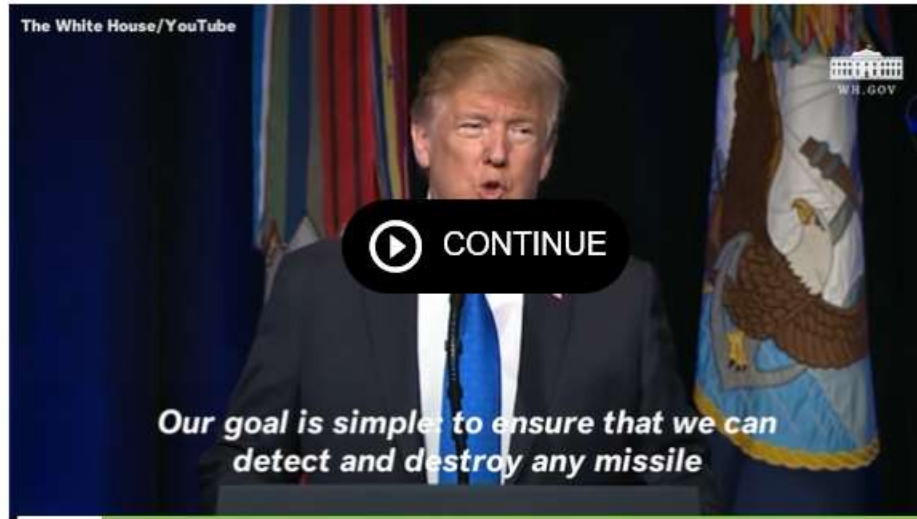 The White House/YouTube
WH.GOV
CONTINUE
Our goal is simple: to ensure that we can
detect and destroy any missile